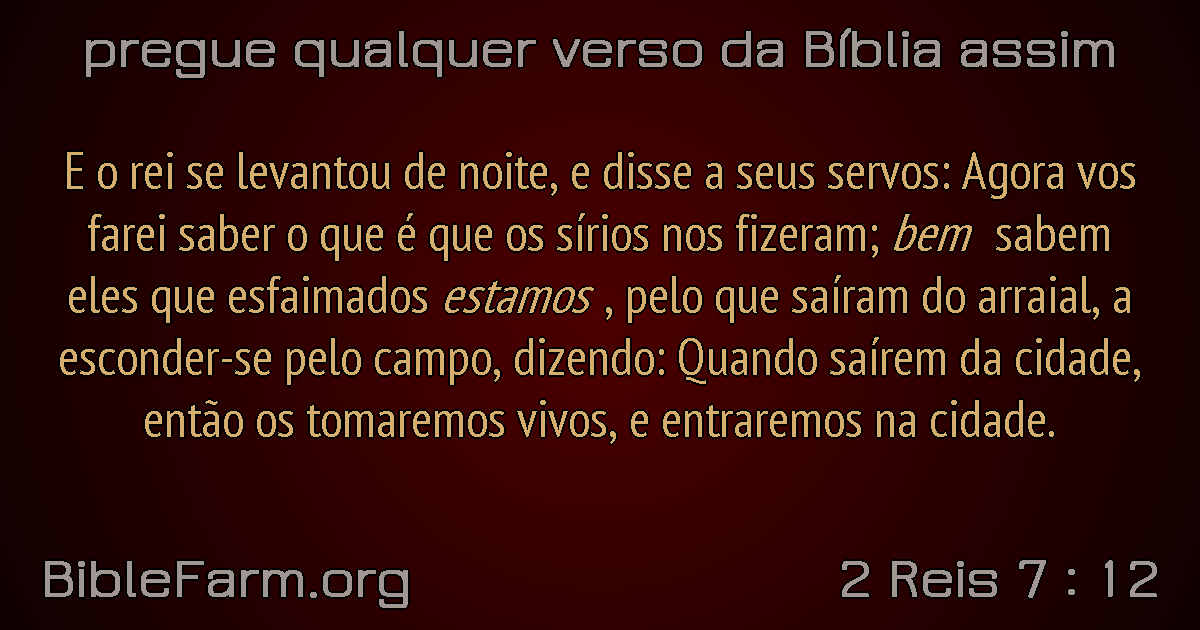 pregue qualquer verso da Bíblia assim
E o rei se levantou de noite, e disse a seus servos: Agora vos
farei saber o que é que os sírios nos fizeram; bem sabem
eles que esfaimados estamos , pelo que saíram do arraial, a
esconder-se pelo campo, dizendo: Quando saírem da cidade,
então os tomaremos vivos, e entraremos na cidade.
BibleFarm.org
2 Reis 7 : 12